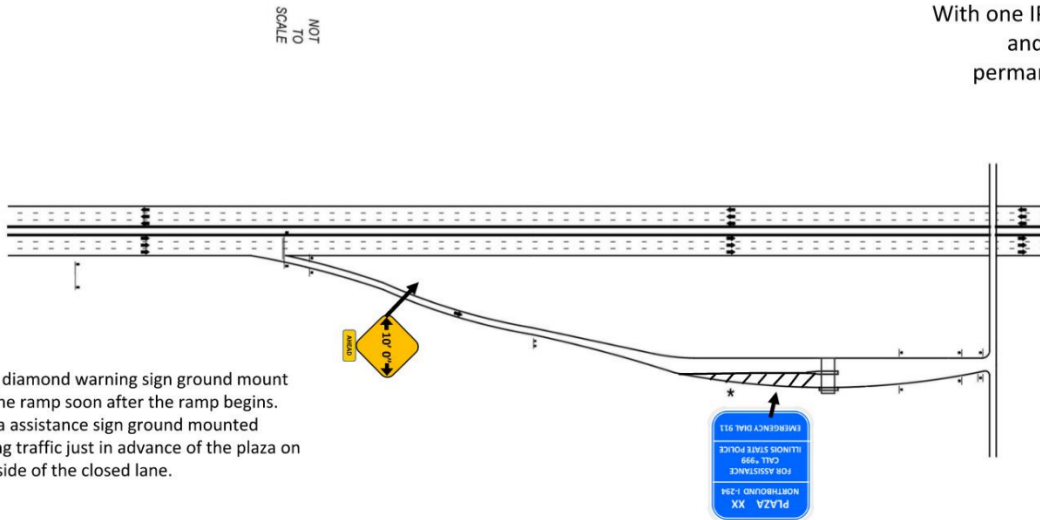 NOT
TO
SCALE
With one
and
AHEAD
10' 0"
diamond warning sign ground mount
ramp soon after the ramp begins.
assistance sign ground mounted
traffic just in advance of the plaza on
side of the closed lane.
*
PLAZA XX
NORTHBOUND I-294
FOR ASSISTANCE
CALL *999
ILLINOIS STATE POLICE
EMERGENCY DIAL 911